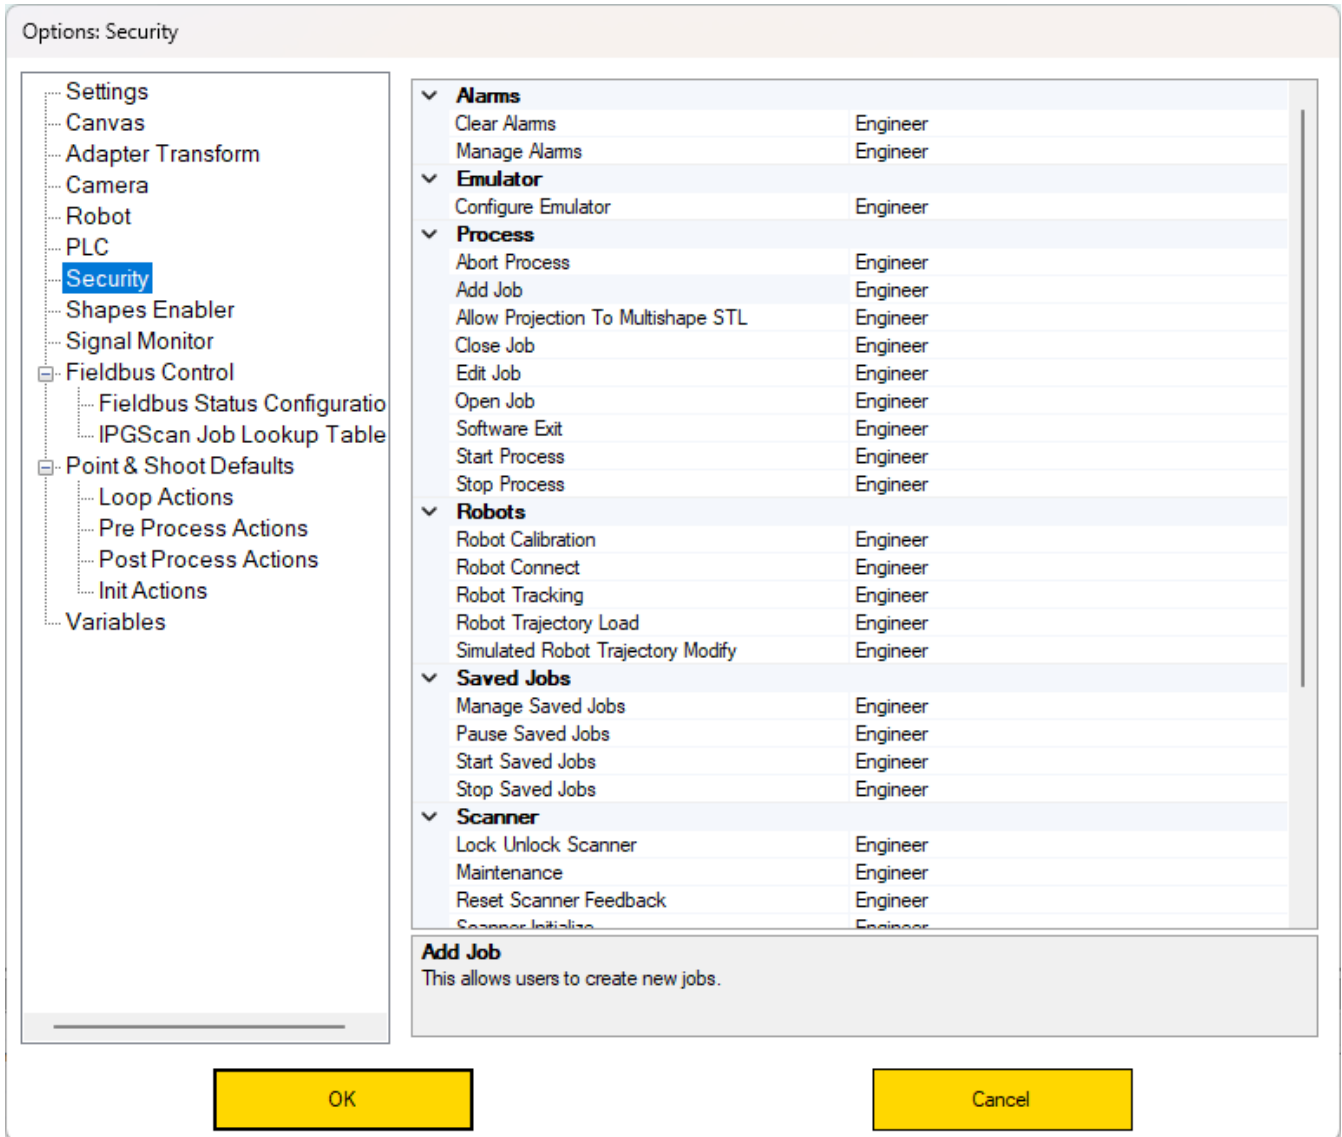 Options: Security
Settings
Canvas
Adapter Transform
Camera
Robot
PLC
Security
Shapes Enabler
Signal Monitor
Fieldbus Control
Fieldbus Status Configuratio
IPGScan Job Lookup Table
Point & Shoot Defaults
Loop Actions
Pre Process Actions
Post Process Actions
Init Actions
Variables
Alarms
Clear Alarms Engineer
Manage Alarms Engineer
Emulator
Configure Emulator Engineer
Process
Abort Process Engineer
Add Job Engineer
Allow Projection To Multishape STL Engineer
Close Job Engineer
Edit Job Engineer
Open Job Engineer
Software Exit Engineer
Start Process Engineer
Stop Process Engineer
Robots
Robot Calibration Engineer
Robot Connect Engineer
Robot Tracking Engineer
Robot Trajectory Load Engineer
Simulated Robot Trajectory Modify Engineer
Saved Jobs
Manage Saved Jobs Engineer
Pause Saved Jobs Engineer
Start Saved Jobs Engineer
Stop Saved Jobs Engineer
Scanner
Lock Unlock Scanner Engineer
Maintenance Engineer
Reset Scanner Feedback Engineer
Scanner Initialize Engineer
Add Job
This allows users to create new jobs.
OK
Cancel